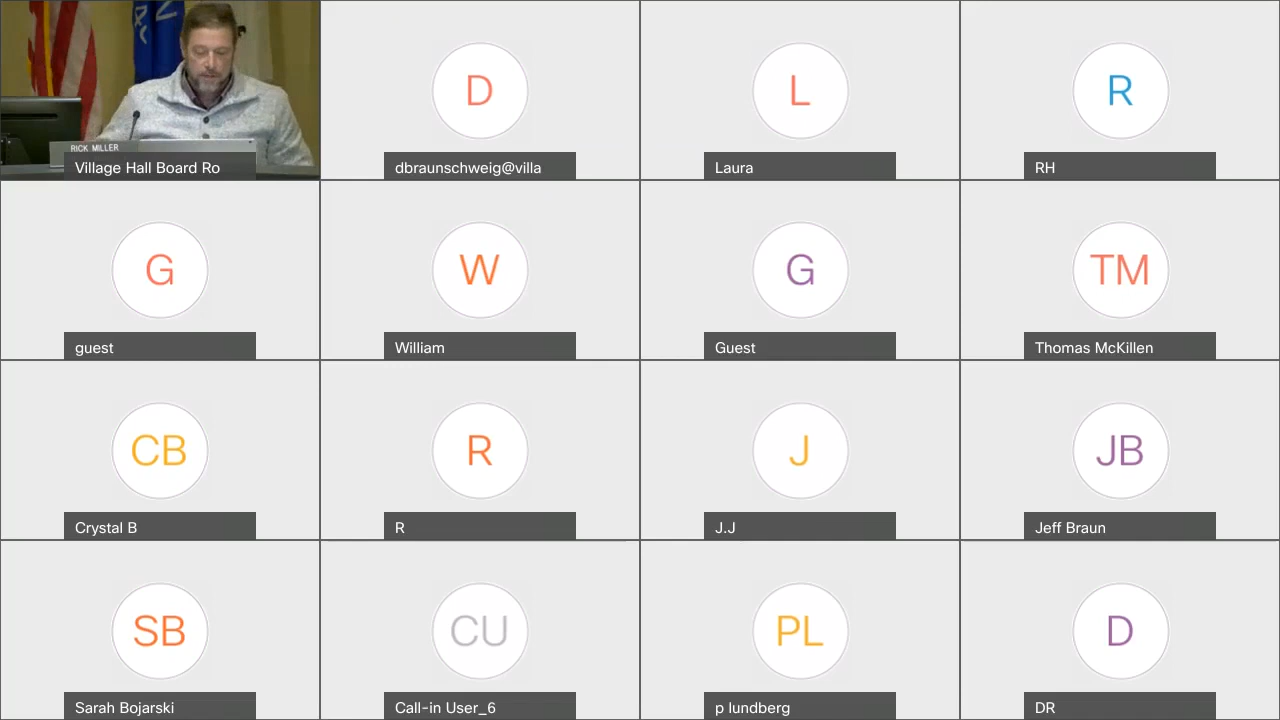 RICK MILLER
Village Hall Board Ro
D
dbraunschweig@villa
L
Laura
R
RH
G
guest
W
William
G
Guest
TM
Thomas McKillen
CB
Crystal B
R
R
J
J.J
JB
Jeff Braun
SB
Sarah Bojarski
CU
Call-in User_6
PL
p lundberg
D
DR